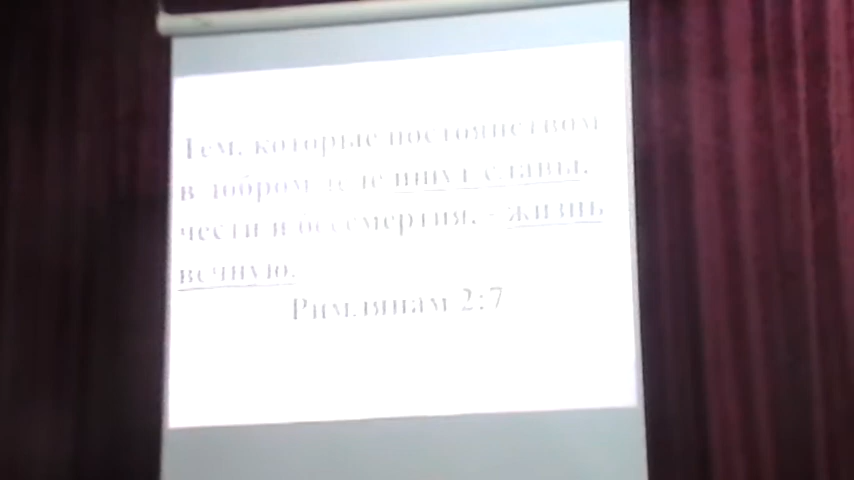 Тем, которые постоянством
в добром деле ищут славы,
чести и бессмертия, - жизнь
вечную.
Римлянам 2:7